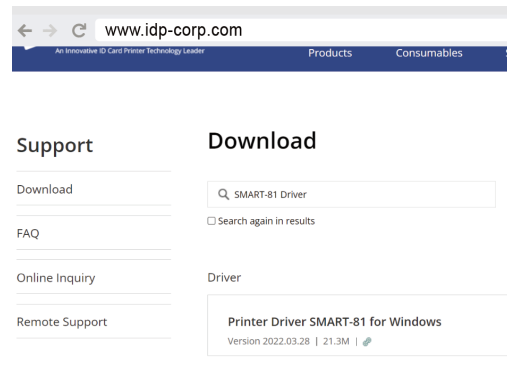 www.idp-corp.com
An Innovative ID Card Printer Technology Leader
Products
Consumables
Support
Download
SMART-81 Driver
Search again in results
Download
FAQ
Online Inquiry
Remote Support
Driver
Printer Driver SMART-81 for Windows
Version 2022.03.28 | 21.3M |